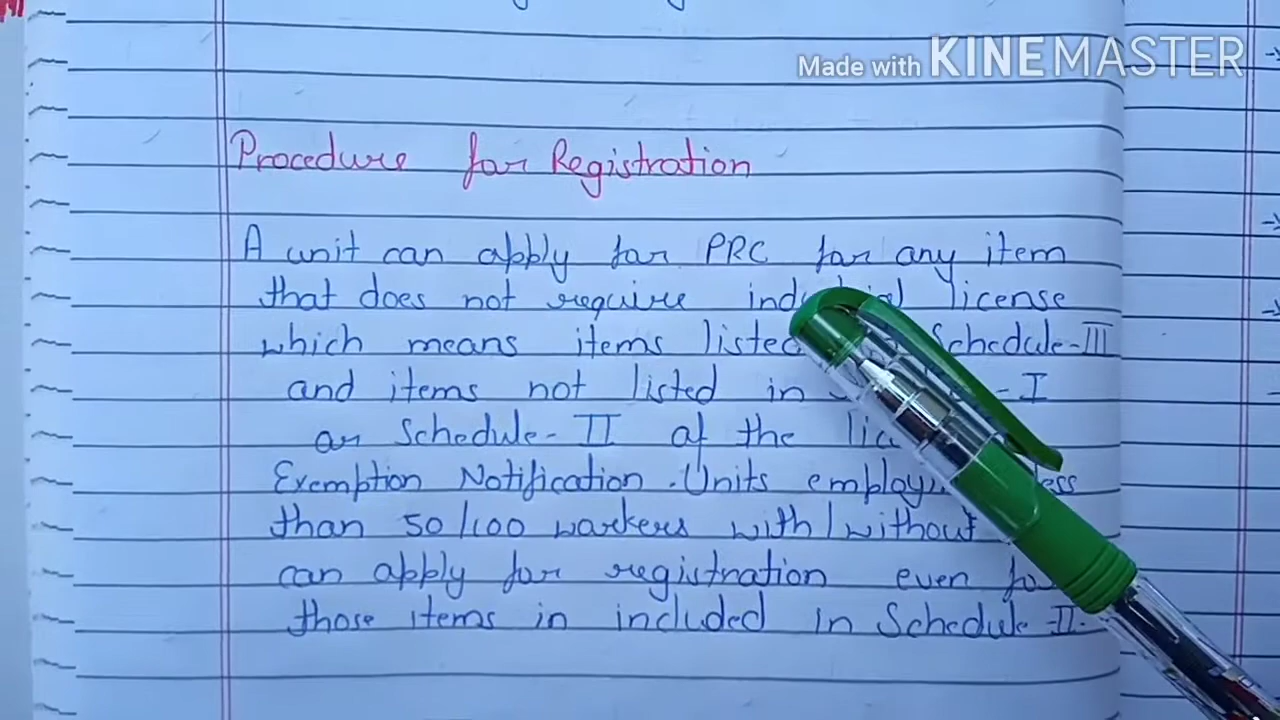 Made with KINEMASTER
Procedure for Registration
A unit can apply for PRC for any item
that does not require license
which means items listed Schedule-III
and items not listed in -I
or Schedule-II of the
Exemption Notification. Units less
than 50/100 workers with/without
can apply for registration even
those items in included in Schedule-II.